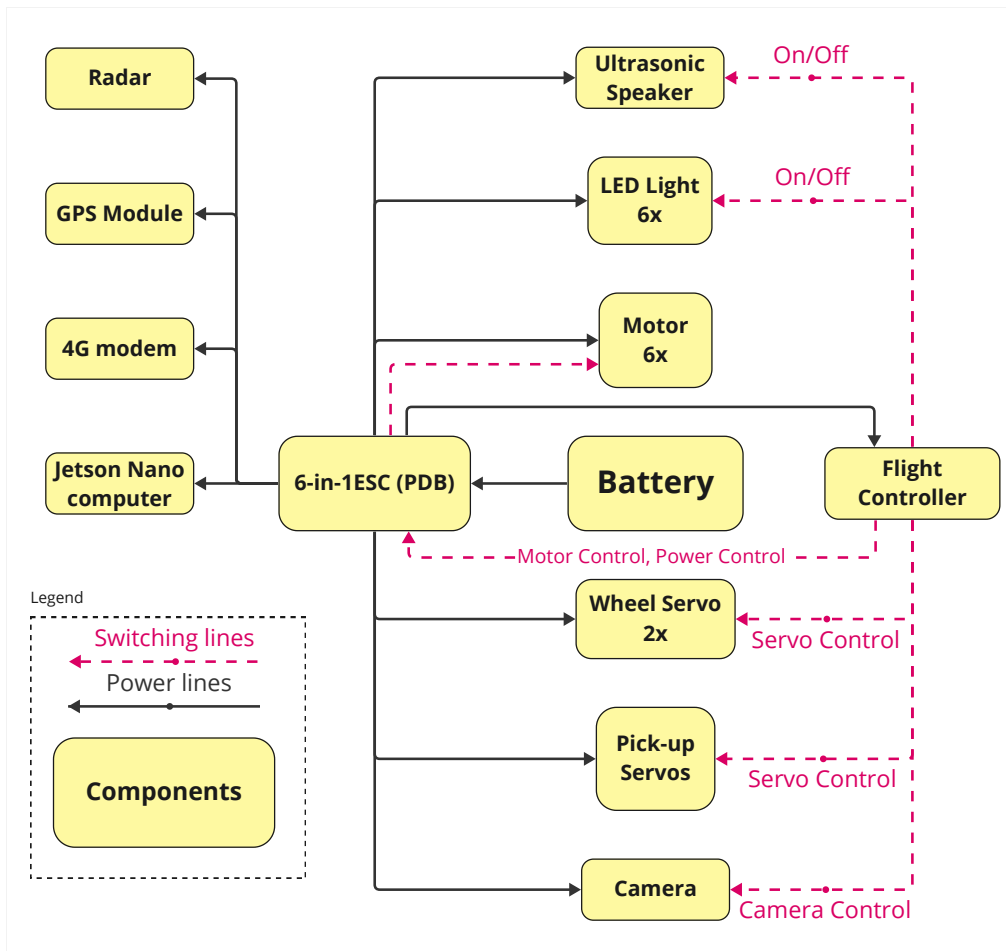 Radar
Ultrasonic
Speaker
On/Off
GPS Module
LED Light
6x
On/Off
4G modem
Motor
6x
Jetson Nano
computer
6-in-1ESC (PDB)
Battery
Flight
Controller
Motor Control, Power Control
Legend
Switching lines
Power lines
Components
Wheel Servo
2x
Servo Control
Pick-up
Servos
Servo Control
Camera
Camera Control